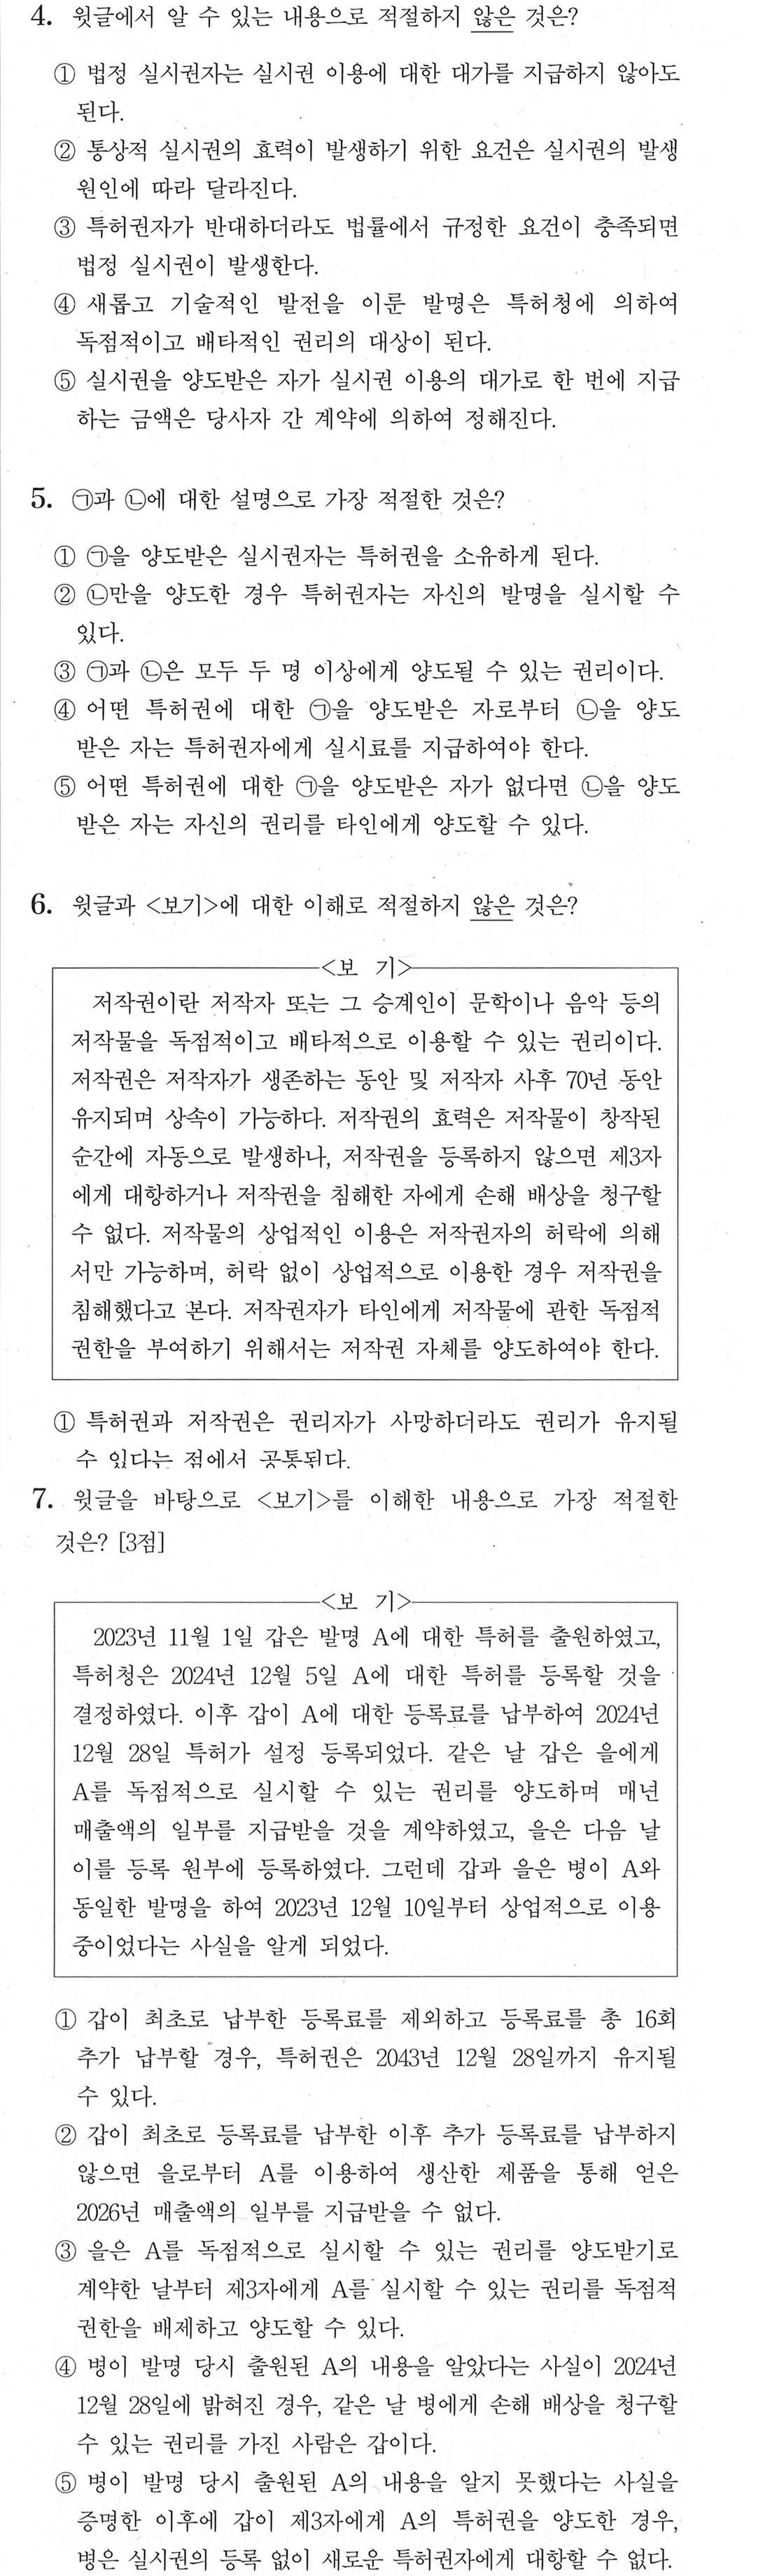 4. 윗글에서 알 수 있는 내용으로 적절하지 않은 것은?
① 법정 실시권자는 실시권 이용에 대한 대가를 지급하지 않아도
된다.
② 통상적 실시권의 효력이 발생하기 위한 요건은 실시권의 발생
원인에 따라 달라진다.
③ 특허권자가 반대하더라도 법률에서 규정한 요건이 충족되면
법정 실시권이 발생한다.
④ 새롭고 기술적인 발전을 이룬 발명은 특허청에 의하여
독점적이고 배타적인 권리의 대상이 된다.
⑤ 실시권을 양도받은 자가 실시권 이용의 대가로 한 번에 지급
하는 금액은 당사자 간 계약에 의하여 정해진다.
5. ㉠과 ㉡에 대한 설명으로 가장 적절한 것은?
① ㉠을 양도받은 실시권자는 특허권을 소유하게 된다.
② ㉡만을 양도한 경우 특허권자는 자신의 발명을 실시할 수
있다.
③ ㉠과 ㉡은 모두 두 명 이상에게 양도될 수 있는 권리이다.
④ 어떤 특허권에 대한 ㉠을 양도받은 자로부터 ㉡을 양도
받은 자는 특허권자에게 실시료를 지급하여야 한다.
⑤ 어떤 특허권에 대한 ㉠을 양도받은 자가 없다면 ㉡을 양도
받은 자는 자신의 권리를 타인에게 양도할 수 있다.
6. 윗글과 <보기>에 대한 이해로 적절하지 않은 것은?
<보 기>
저작권이란 저작자 또는 그 승계인이 문학이나 음악 등의
저작물을 독점적이고 배타적으로 이용할 수 있는 권리이다.
저작권은 저작자가 생존하는 동안 및 저작자 사후 70년 동안
유지되며 상속이 가능하다. 저작권의 효력은 저작물이 창작된
순간에 자동으로 발생하나, 저작권을 등록하지 않으면 제3자
에게 대항하거나 저작권을 침해한 자에게 손해 배상을 청구할
수 없다. 저작물의 상업적인 이용은 저작권자의 허락에 의해
서만 가능하며, 허락 없이 상업적으로 이용한 경우 저작권을
침해했다고 본다. 저작권자가 타인에게 저작물에 관한 독점적
권한을 부여하기 위해서는 저작권 자체를 양도하여야 한다.
① 특허권과 저작권은 권리자가 사망하더라도 권리가 유지될
수 있다는 점에서 공통된다.
7. 윗글을 바탕으로 <보기>를 이해한 내용으로 가장 적절한
것은? [3점]
<보 기>
2023년 11월 1일 갑은 발명 A에 대한 특허를 출원하였고,
특허청은 2024년 12월 5일 A에 대한 특허를 등록할 것을
결정하였다. 이후 갑이 A에 대한 등록료를 납부하여 2024년
12월 28일 특허가 설정 등록되었다. 같은 날 갑은 을에게
A를 독점적으로 실시할 수 있는 권리를 양도하며 매년
매출액의 일부를 지급받을 것을 계약하였고, 을은 다음 날
이를 등록 원부에 등록하였다. 그런데 갑과 을은 병이 A와
동일한 발명을 하여 2023년 12월 10일부터 상업적으로 이용
중이었다는 사실을 알게 되었다.
① 갑이 최초로 납부한 등록료를 제외하고 등록료를 총 16회
추가 납부할 경우, 특허권은 2043년 12월 28일까지 유지될
수 있다.
② 갑이 최초로 등록료를 납부한 이후 추가 등록료를 납부하지
않으면 을로부터 A를 이용하여 생산한 제품을 통해 얻은
2026년 매출액의 일부를 지급받을 수 없다.
③ 을은 A를 독점적으로 실시할 수 있는 권리를 양도받기로
계약한 날부터 제3자에게 A를 실시할 수 있는 권리를 독점적
권한을 배제하고 양도할 수 있다.
④ 병이 발명 당시 출원된 A의 내용을 알았다는 사실이 2024년
12월 28일에 밝혀진 경우, 같은 날 병에게 손해 배상을 청구할
수 있는 권리를 가진 사람은 갑이다.
⑤ 병이 발명 당시 출원된 A의 내용을 알지 못했다는 사실을
증명한 이후에 갑이 제3자에게 A의 특허권을 양도한 경우,
병은 실시권의 등록 없이 새로운 특허권자에게 대항할 수 없다.